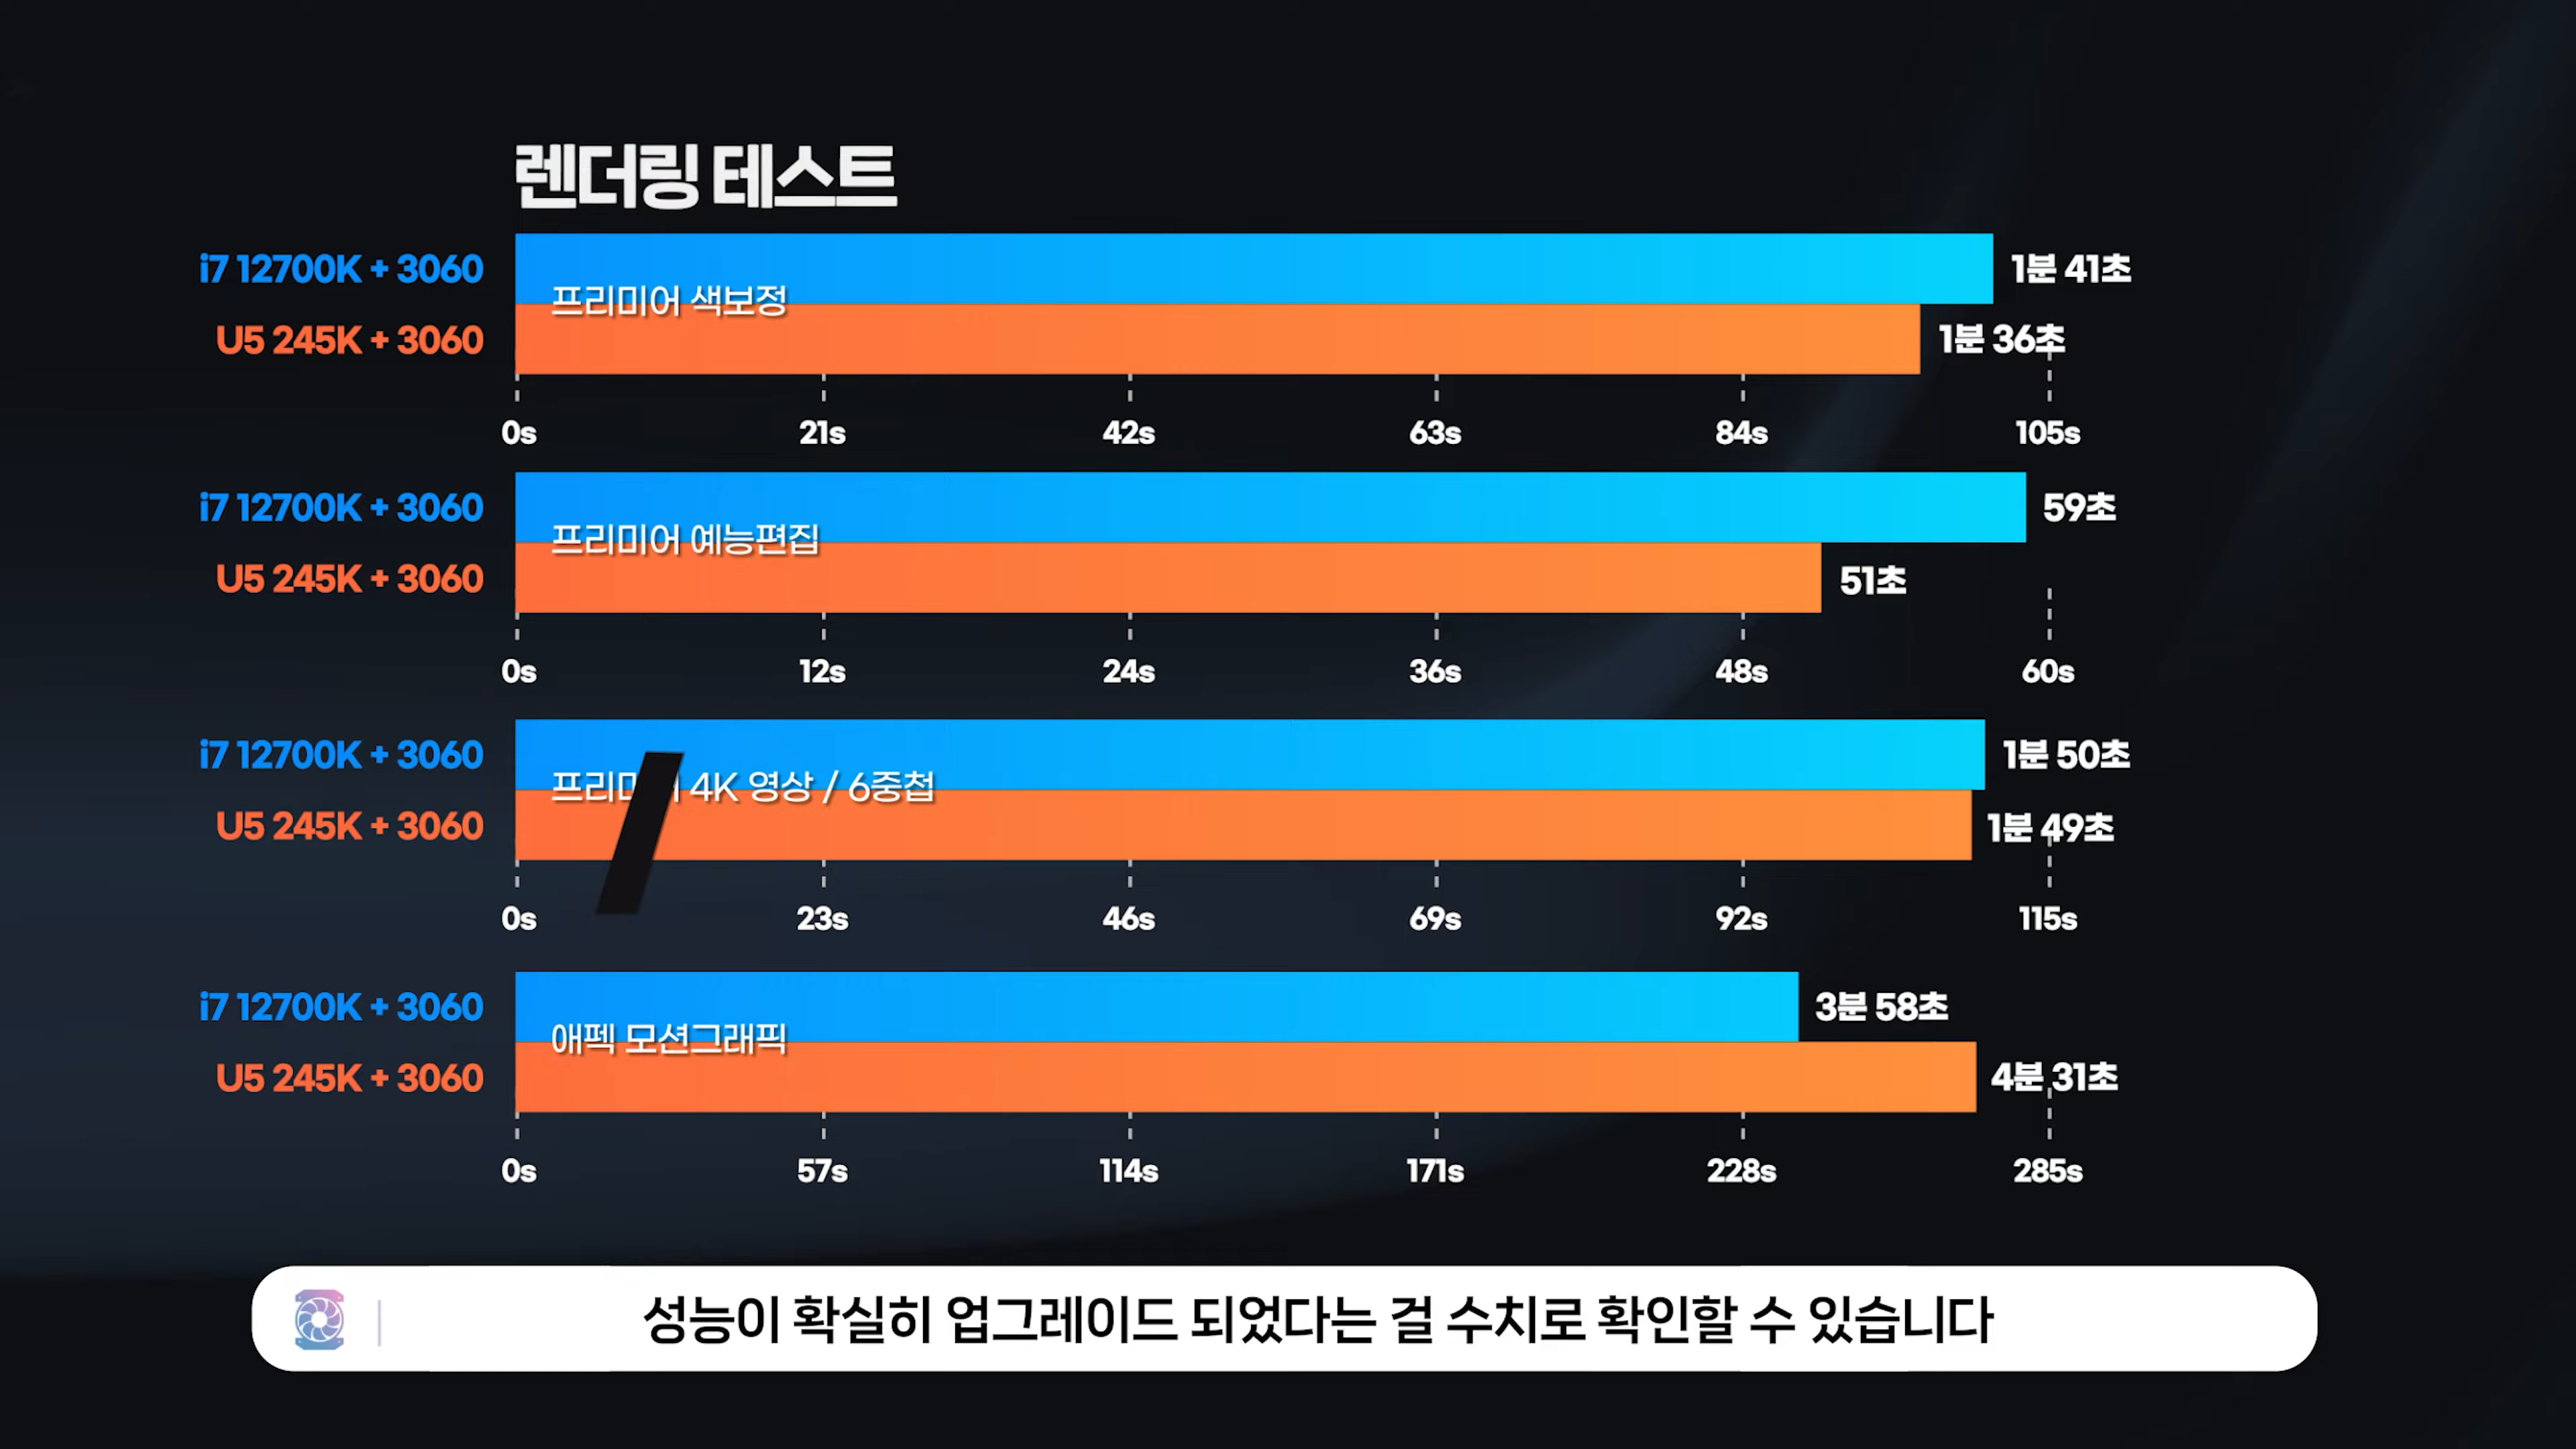 렌더링 테스트
i7 12700K + 3060
프리미어 색보정
1분 41초
U5 245K + 3060
1분 36초
0s 21s 42s 63s 84s 105s
i7 12700K + 3060
프리미어 예능편집
59초
U5 245K + 3060
51초
0s 12s 24s 36s 48s 60s
i7 12700K + 3060
프리미어 4K 영상 / 6중첩
1분 50초
U5 245K + 3060
1분 49초
0s 23s 46s 69s 92s 115s
i7 12700K + 3060
애펙 모션그래픽
3분 58초
U5 245K + 3060
4분 31초
0s 57s 114s 171s 228s 285s
성능이 확실히 업그레이드 되었다는 걸 수치로 확인할 수 있습니다